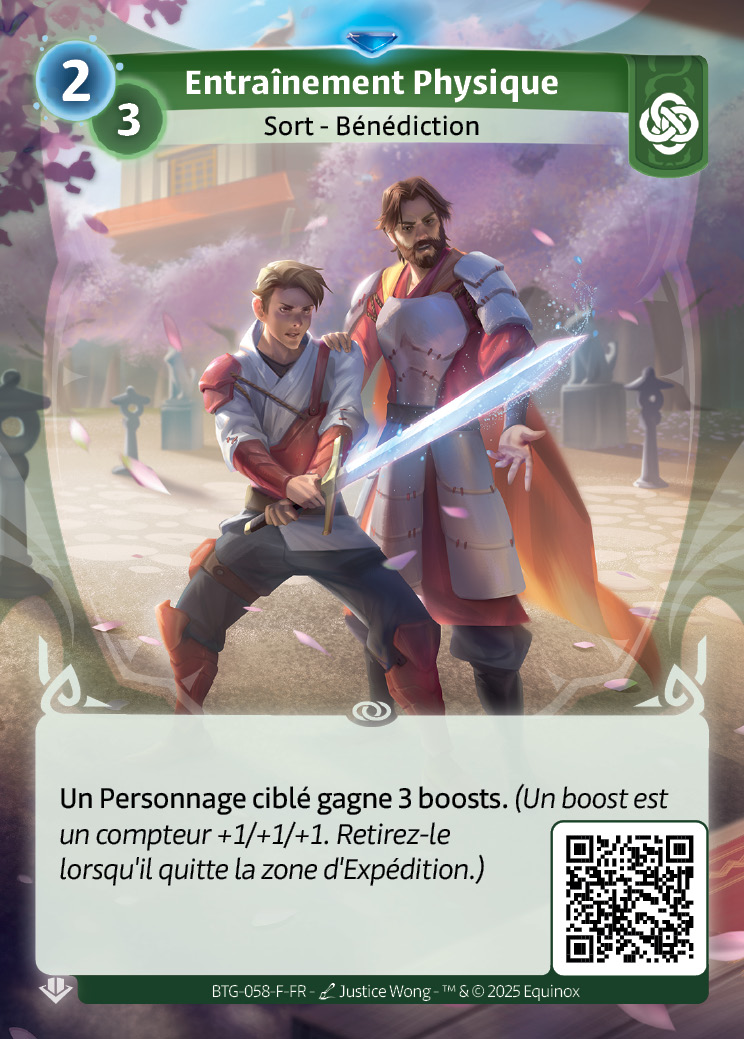 2
3
Entraînement Physique
Sort - Bénédiction
Un Personnage ciblé gagne 3 boosts. (Un boost est
un compteur +1/+1/+1. Retirez-le
lorsqu'il quitte la zone d'Expédition.)
BTG-058-F-FR - Justice Wong - ™ & © 2025 Equinox